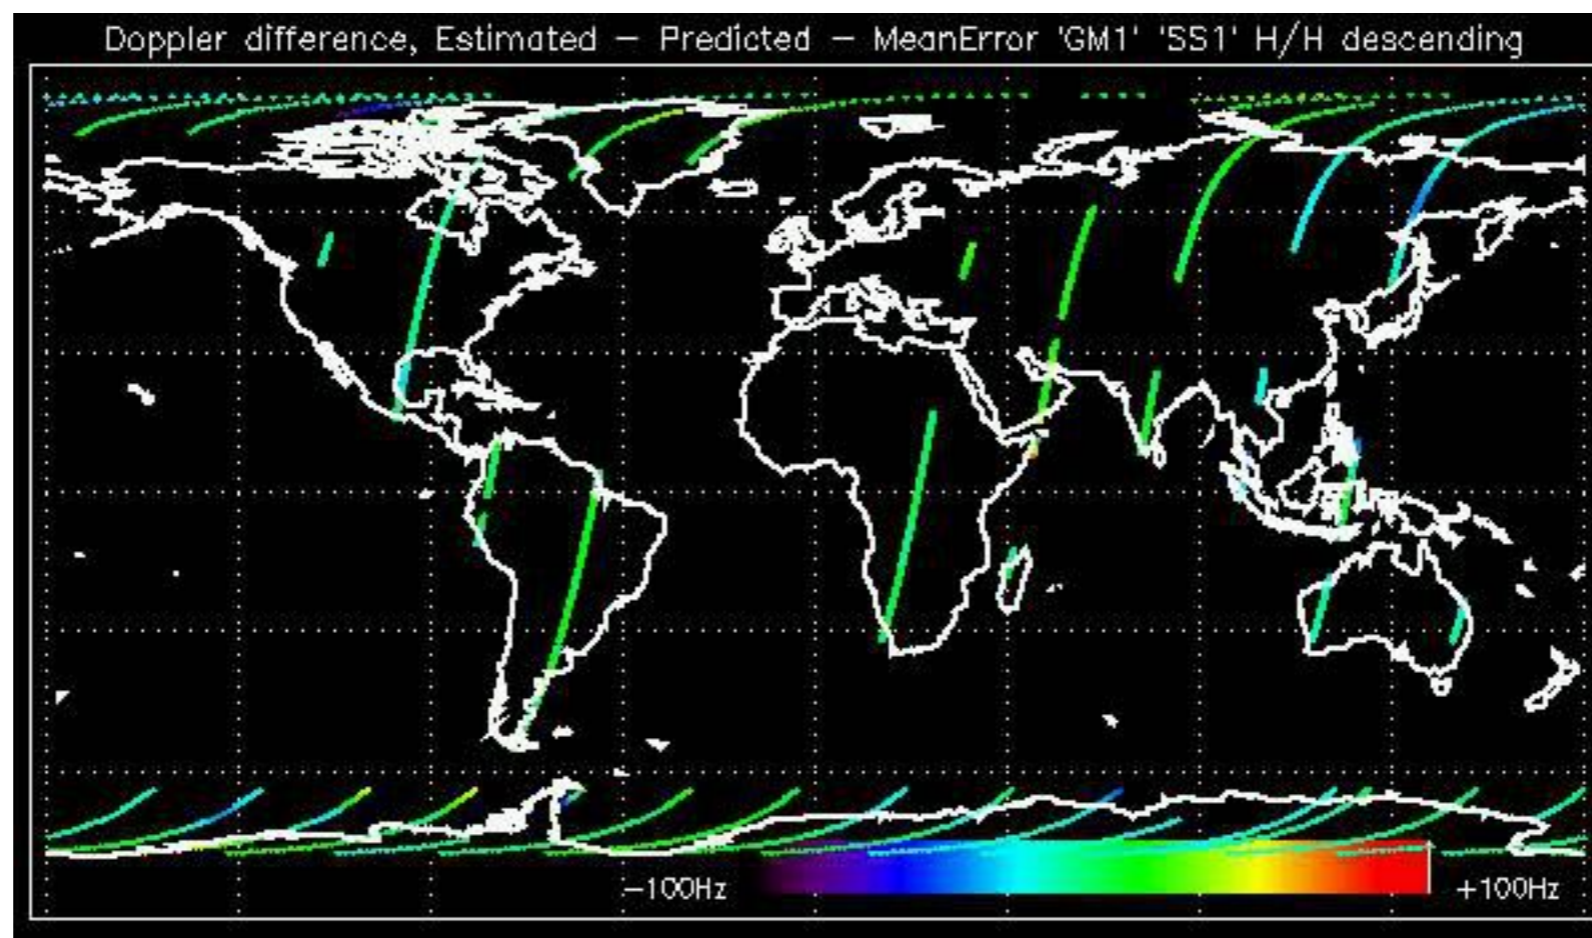 Doppler difference, Estimated — Predicted — MeanError 'GM1' 'SS1' H/H descending
−100Hz
+100Hz